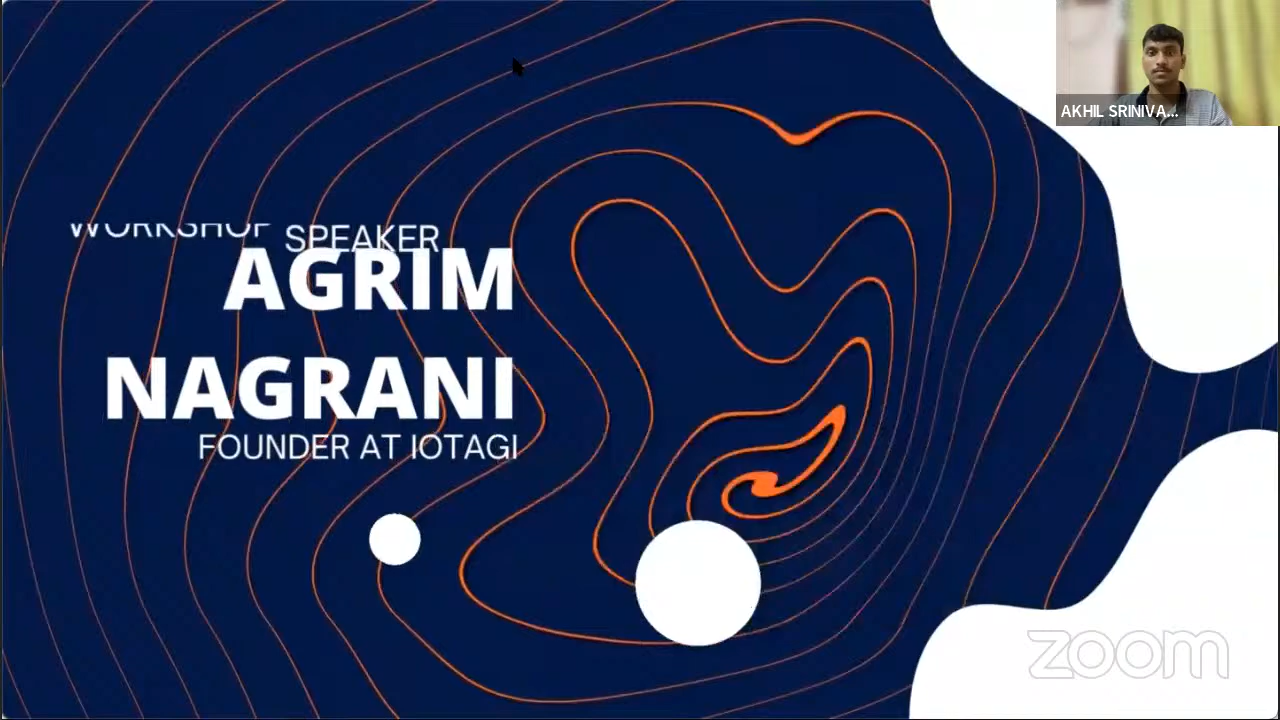 WORKSHOP SPEAKER
AGRIM
NAGRANI
FOUNDER AT IOTAGI
AKHIL SRINIVA...
zoom